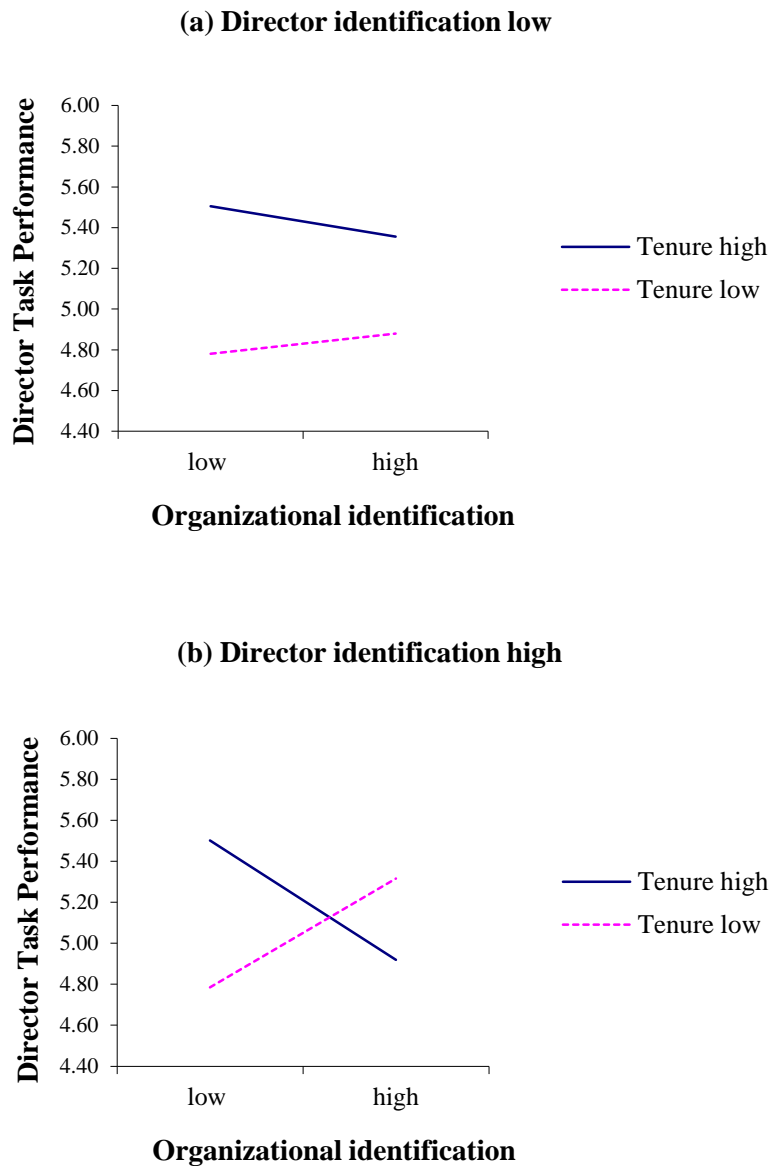 (a) Director identification low
Director Task Performance
6.00
5.80
5.60
5.40
5.20
5.00
4.80
4.60
4.40
low high
Organizational identification
Tenure high
Tenure low
(b) Director identification high
Director Task Performance
6.00
5.80
5.60
5.40
5.20
5.00
4.80
4.60
4.40
low high
Organizational identification
Tenure high
Tenure low